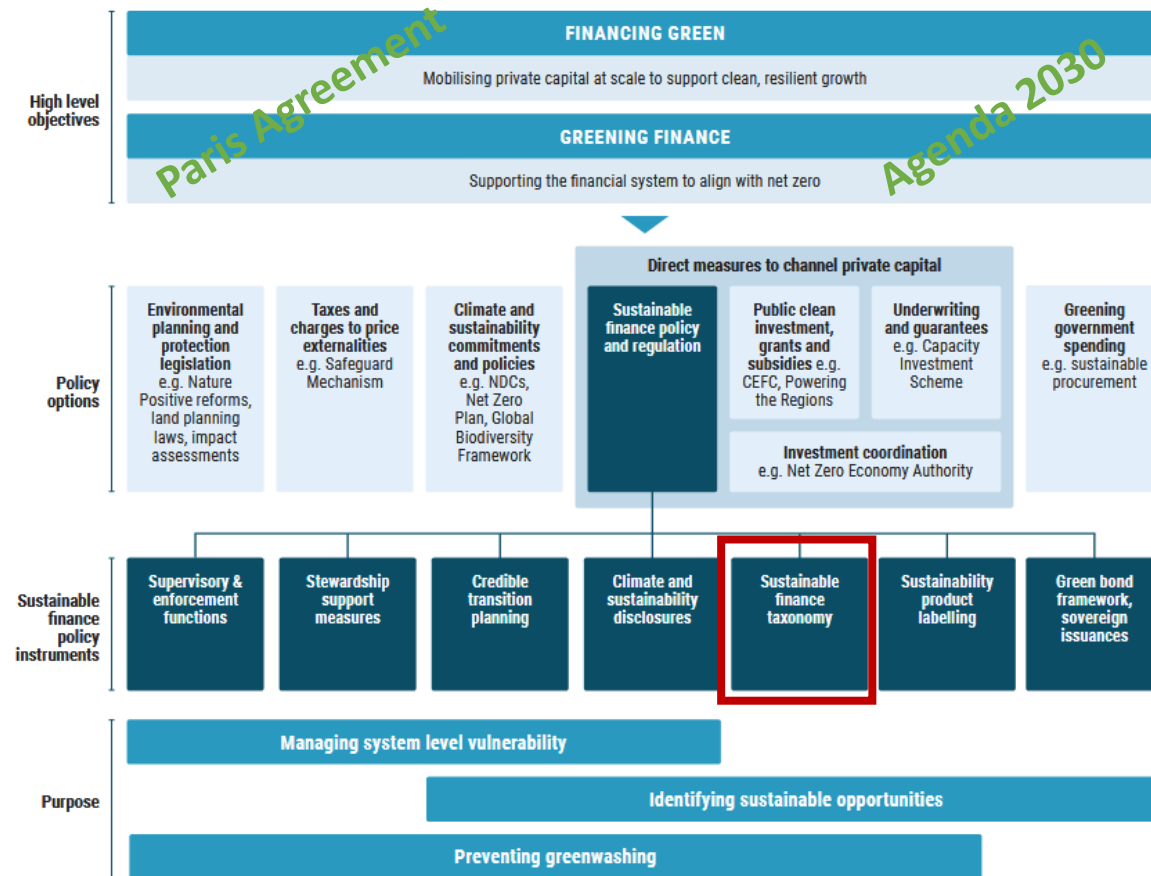 FINANCING GREEN
Mobilising private capital at scale to support clean, resilient growth
High level
objectives
Paris Agreement
Agenda 2030
GREENING FINANCE
Supporting the financial system to align with net zero
Direct measures to channel private capital
Policy
options
Environmental
planning and
protection
legislation
e.g. Nature
Positive reforms,
land planning
laws, impact
assessments
Taxes and
charges to price
externalities
e.g. Safeguard
Mechanism
Climate and
sustainability
commitments
and policies
e.g. NDCs,
Net Zero
Plan, Global
Biodiversity
Framework
Sustainable
finance policy
and regulation
Public clean
investment,
grants and
subsidies e.g.
CEFC, Powering
the Regions
Underwriting
and guarantees
e.g. Capacity
Investment
Scheme
Investment coordination
e.g. Net Zero Economy Authority
Greening
government
spending
e.g. sustainable
procurement
Sustainable
finance
policy
instruments
Supervisory &
enforcement
functions
Stewardship
support
measures
Credible
transition
planning
Climate and
sustainability
disclosures
Sustainable
finance
taxonomy
Sustainability
product
labelling
Green bond
framework,
sovereign
issuances
Purpose
Managing system level vulnerability
Identifying sustainable opportunities
Preventing greenwashing